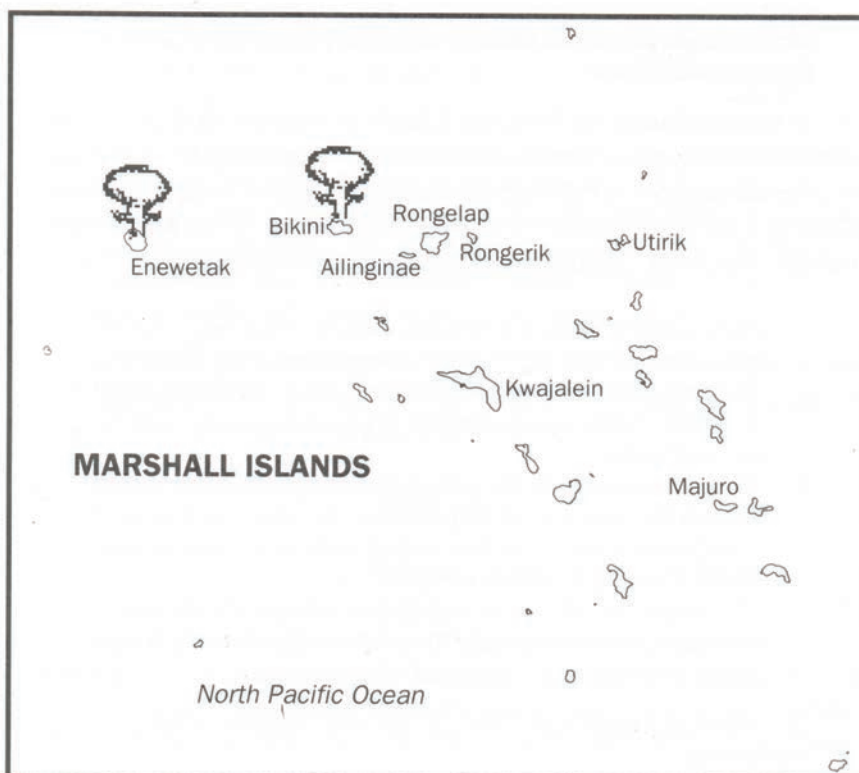 Rongelap
Bikini
Utirik
Rongerik
Enewetak
Ailinginae
Kwajalein
MARSHALL ISLANDS
Majuro
North Pacific Ocean